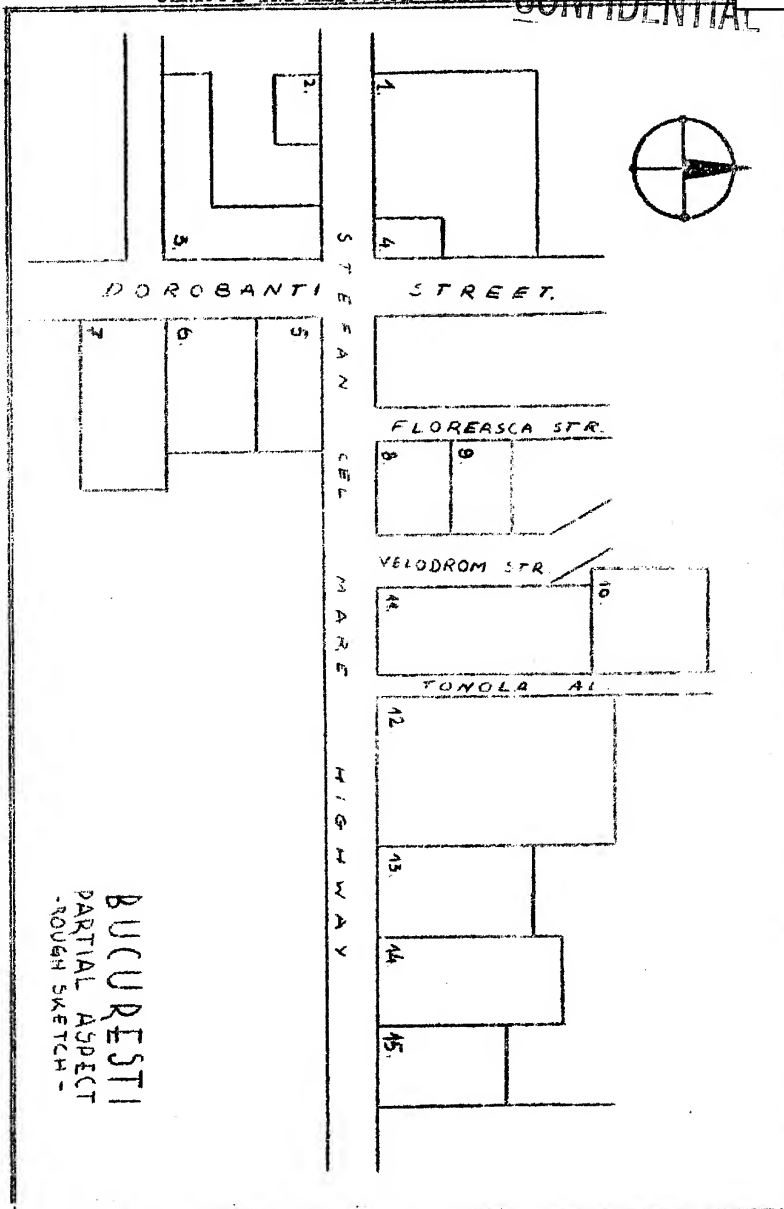 CONFIDENTIAL
1.
2.
3.
4.
STEFAN CEL MARE HIGHWAY
DOROBANTI STREET.
5
6.
7
FLOREASCA STR.
8.
9.
VELODROM STR
10.
11.
TONOLA AL.
12.
13.
14.
15.
BUCURESTI
PARTIAL ASPECT
-ROUGH SKETCH-